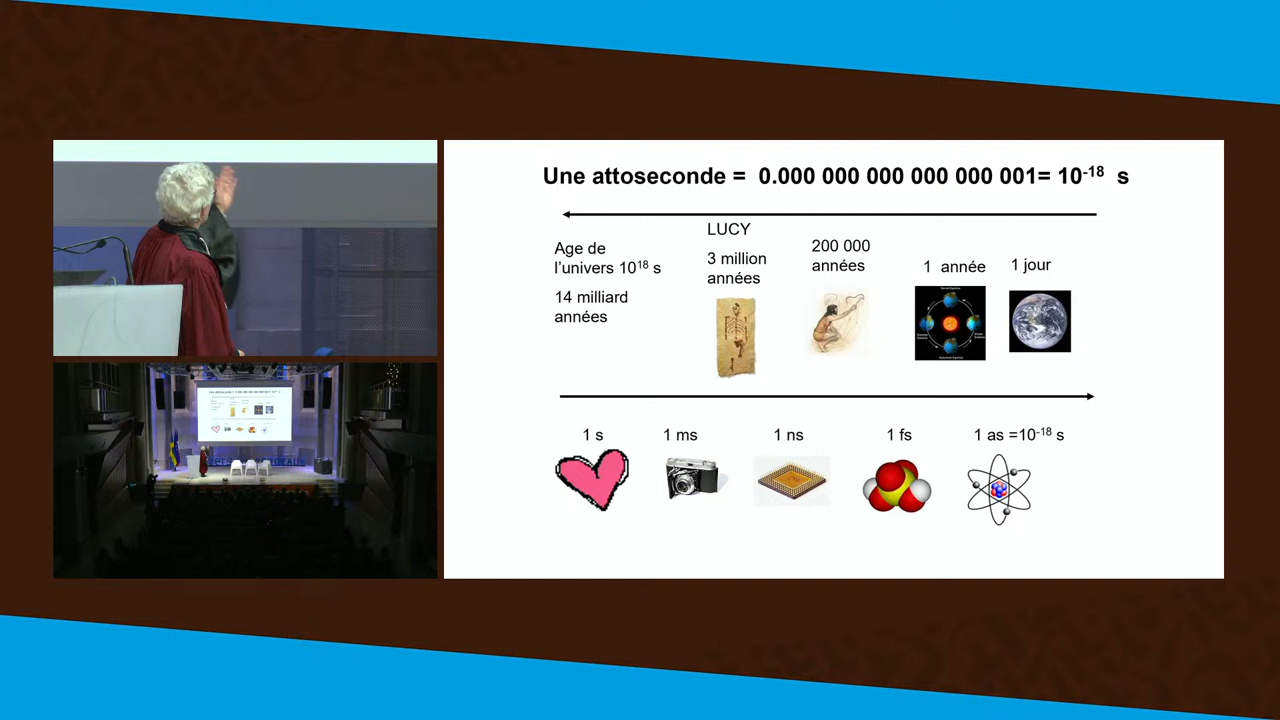 Une attoseconde = 0.000 000 000 000 000 001= 10⁻¹⁸ s
Age de
l'univers 10¹⁸ s
14 milliard
années
LUCY
3 million
années
200 000
années
1 année
1 jour
1 s
1 ms
1 ns
1 fs
1 as =10⁻¹⁸ s